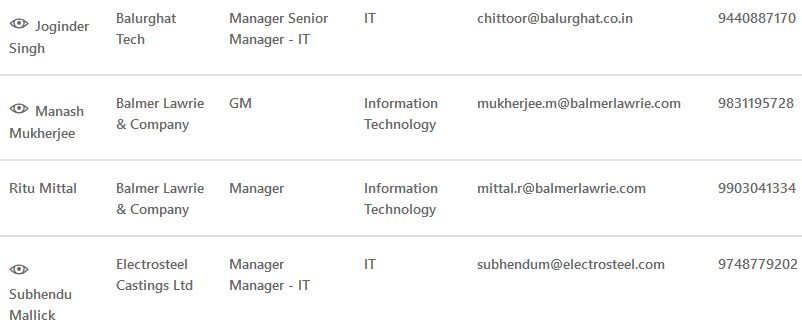 Joginder Singh Balurghat Tech Manager Senior Manager - IT IT chittoor@balurghat.co.in 9440887170
Manash Mukherjee Balmer Lawrie & Company GM Information Technology mukherjee.m@balmerlawrie.com 9831195728
Ritu Mittal Balmer Lawrie & Company Manager Information Technology mittal.r@balmerlawrie.com 9903041334
Subhendu Mallick Electrosteel Castings Ltd Manager Manager - IT IT subhendum@electrosteel.com 9748779202